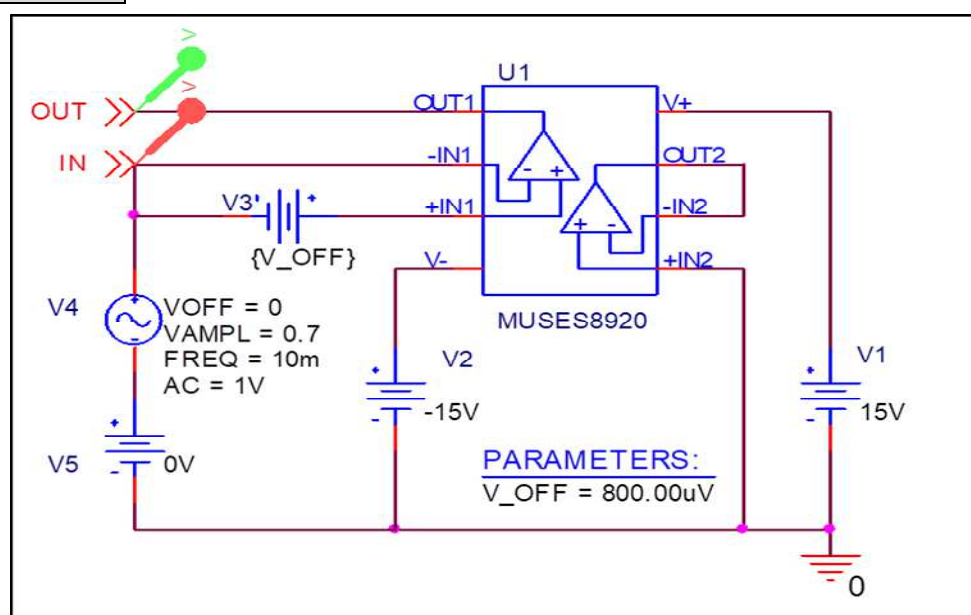 U1
OUT
OUT1
V+
IN
-IN1
OUT2
V3
+IN1
-IN2
{V_OFF}
V-
+IN2
V4
VOFF = 0
VAMPL = 0.7
FREQ = 10m
AC = 1V
MUSES8920
V2
-15V
V1
15V
V5
0V
PARAMETERS:
V_OFF = 800.00uV
0